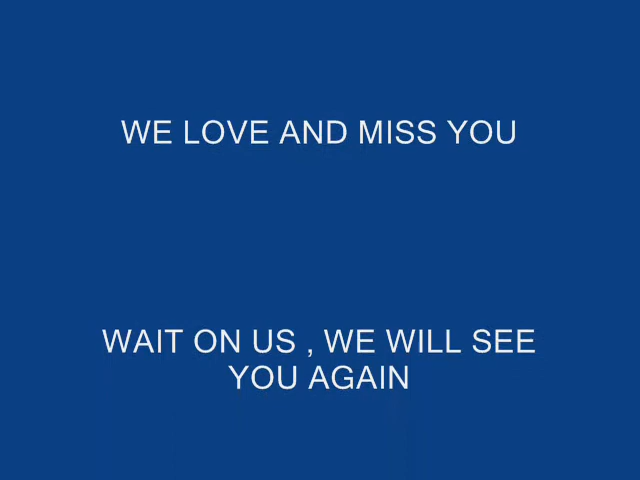 WE LOVE AND MISS YOU
WAIT ON US , WE WILL SEE
YOU AGAIN